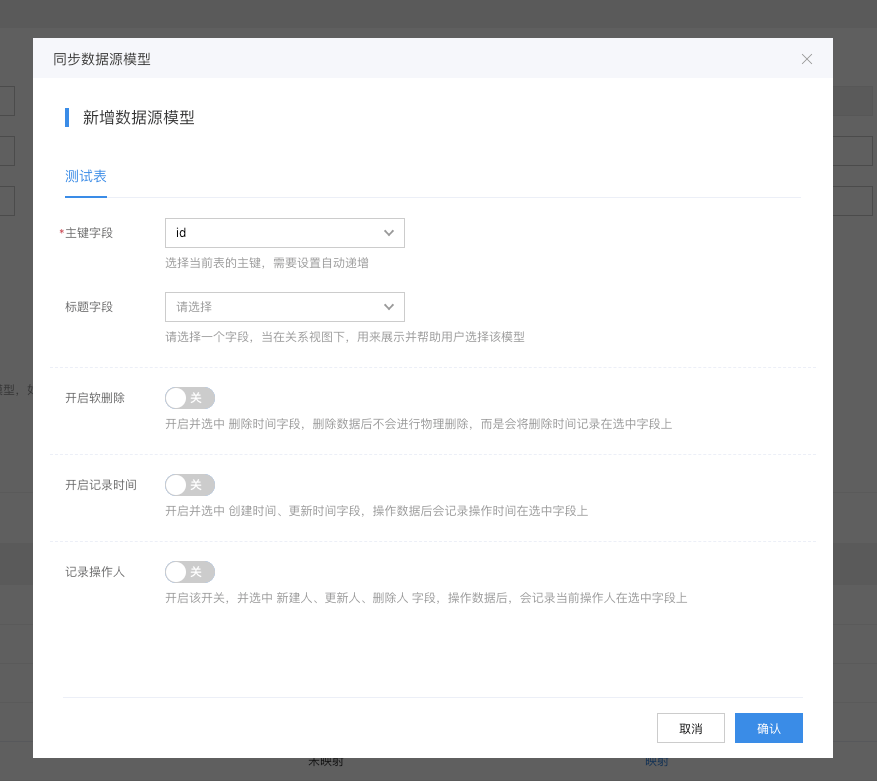 同步数据源模型
新增数据源模型
测试表
*主键字段
id
选择当前表的主键，需要设置自动递增
标题字段
请选择
请选择一个字段，当在关系视图下，用来展示并帮助用户选择该模型
模型，如
开启软删除
关
开启并选中 删除时间字段，删除数据后不会进行物理删除，而是会将删除时间记录在选中字段上
开启记录时间
关
开启并选中 创建时间、更新时间字段，操作数据后会记录操作时间在选中字段上
记录操作人
关
开启该开关，并选中 新建人、更新人、删除人 字段，操作数据后，会记录当前操作人在选中字段上
取消
确认
未映射
映射